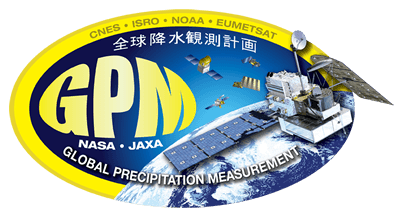 CNES • ISRO • NOAA • EUMETSAT
全球降水観測計画
GPM
NASA • JAXA
GLOBAL PRECIPITATION MEASUREMENT